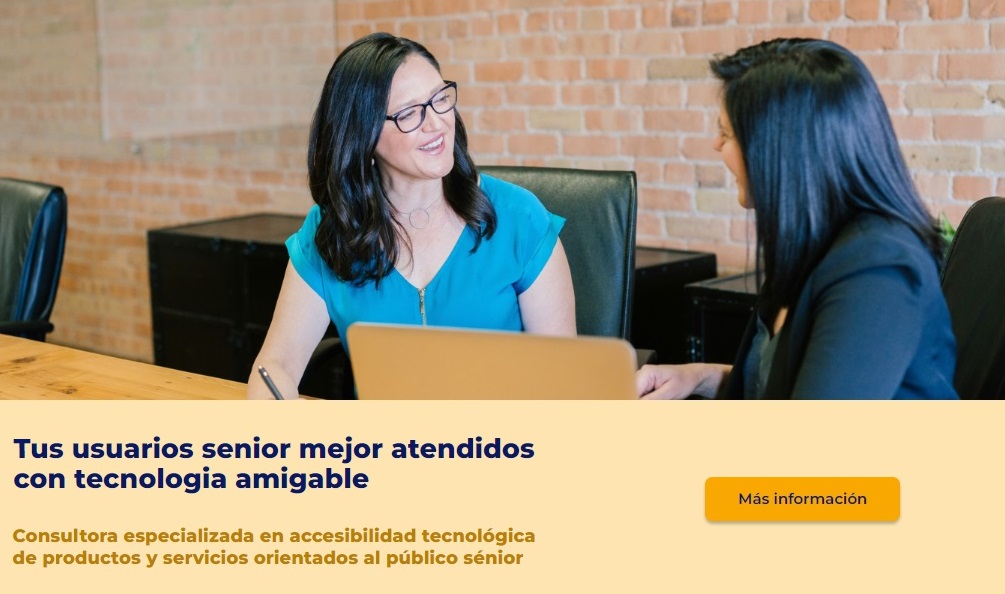 Tus usuarios senior mejor atendidos
con tecnologia amigable
Más información
Consultora especializada en accesibilidad tecnológica
de productos y servicios orientados al público sénior